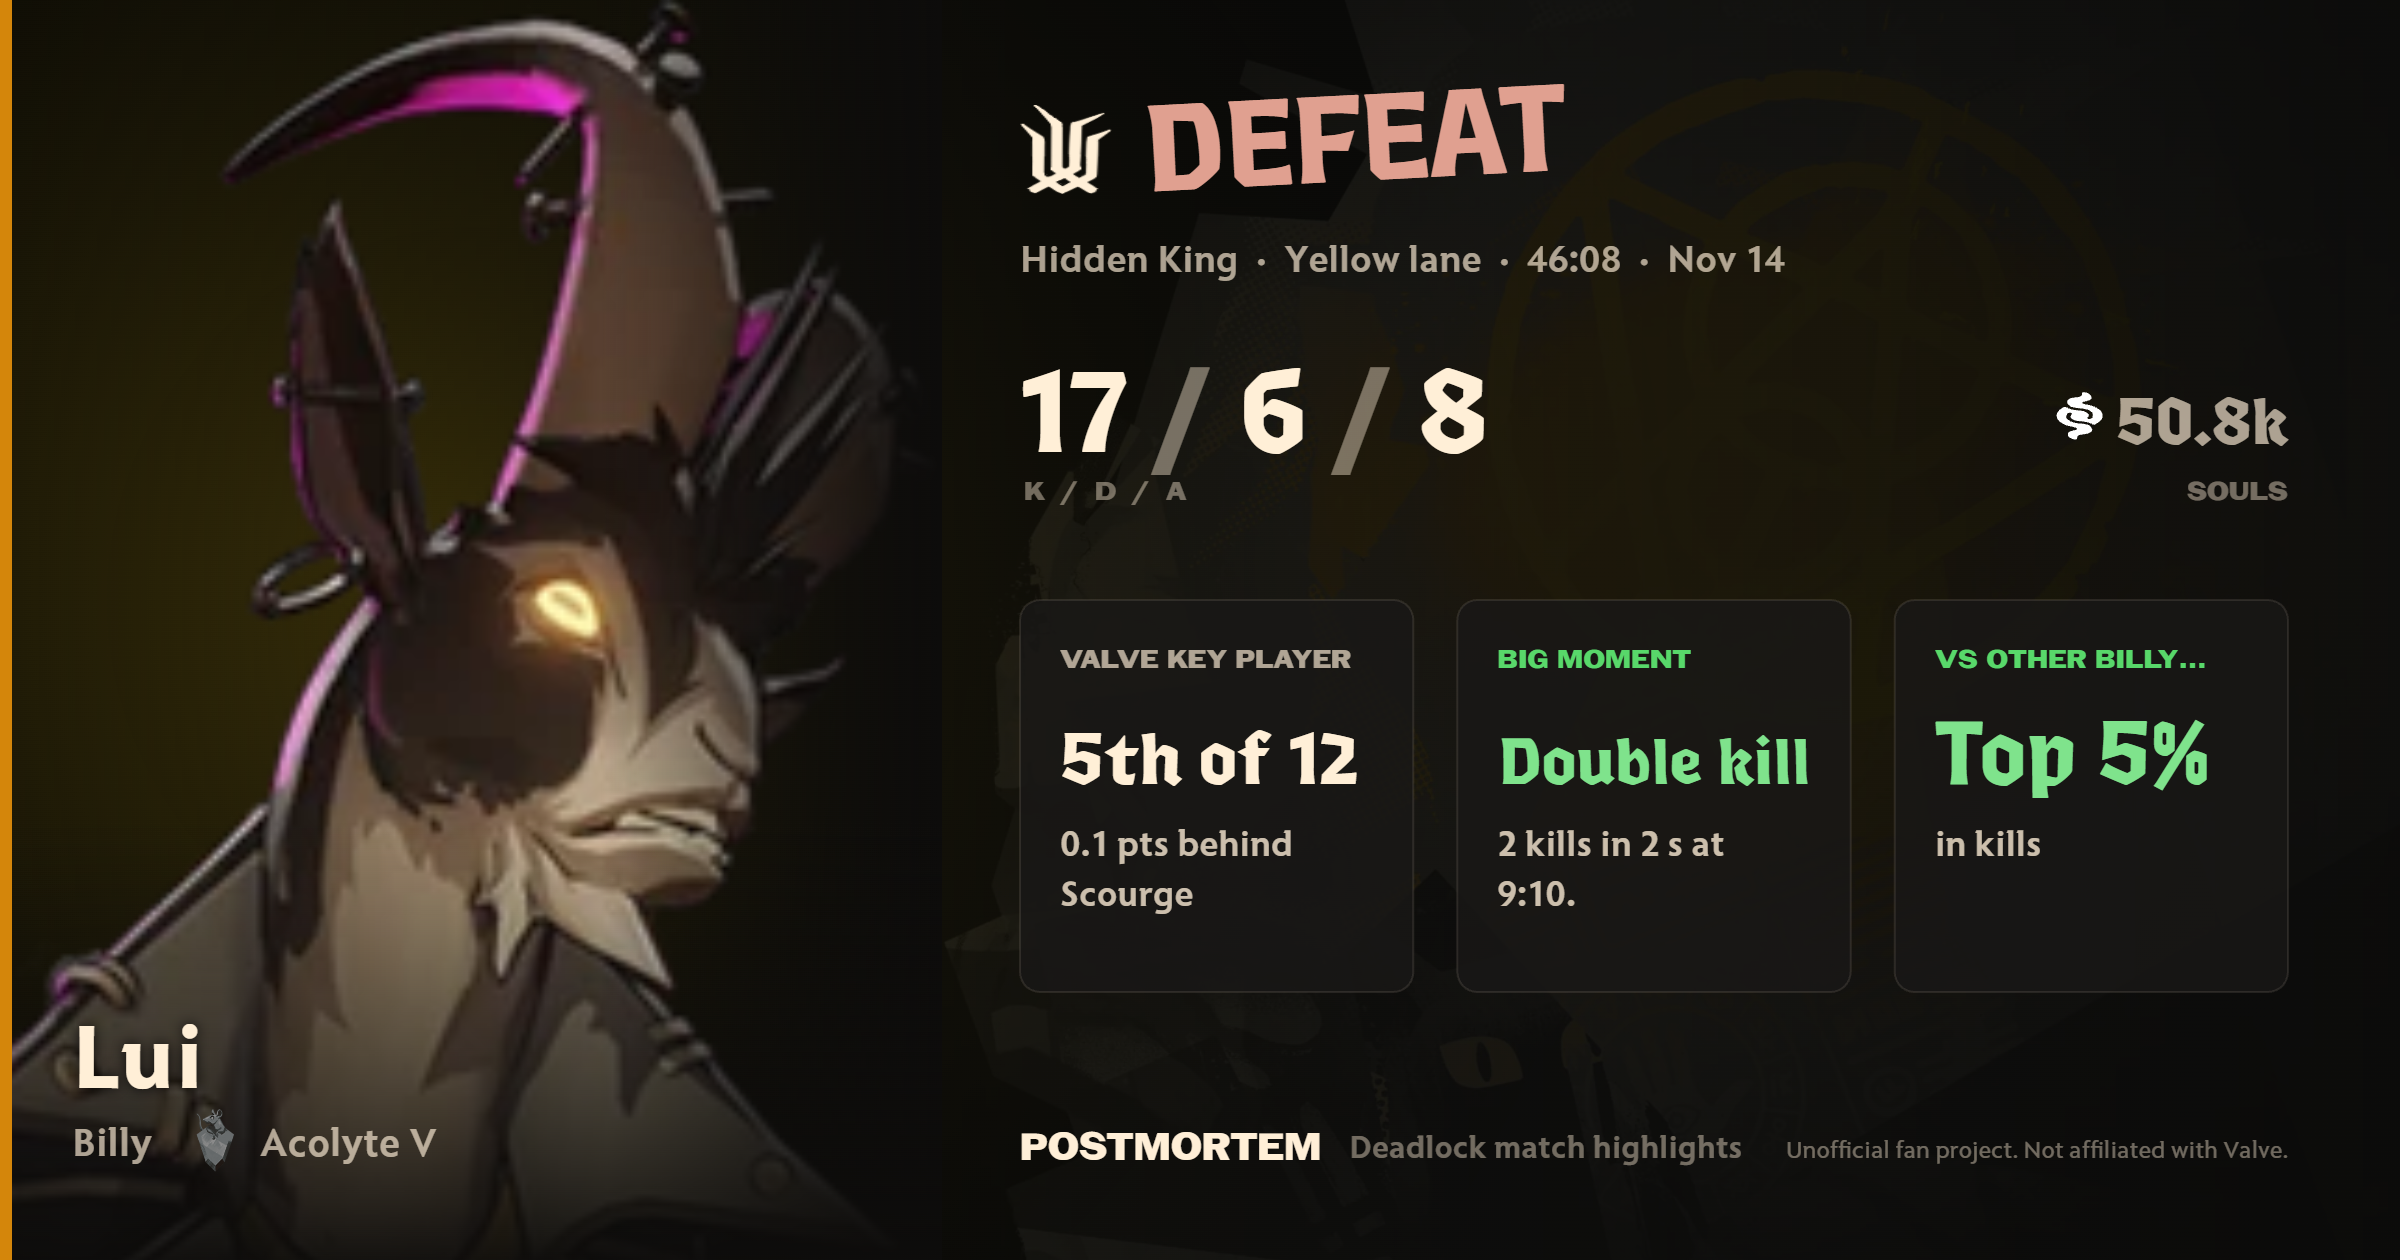 DEFEAT
Hidden King · Yellow lane · 46:08 · Nov 14
17 / 6 / 8
K / D / A
50.8k
SOULS
VALVE KEY PLAYER
5th of 12
0.1 pts behind
Scourge
BIG MOMENT
Double kill
2 kills in 2 s at
9:10.
VS OTHER BILLY...
Top 5%
in kills
Lui
Billy Acolyte V
POSTMORTEM Deadlock match highlights Unofficial fan project. Not affiliated with Valve.